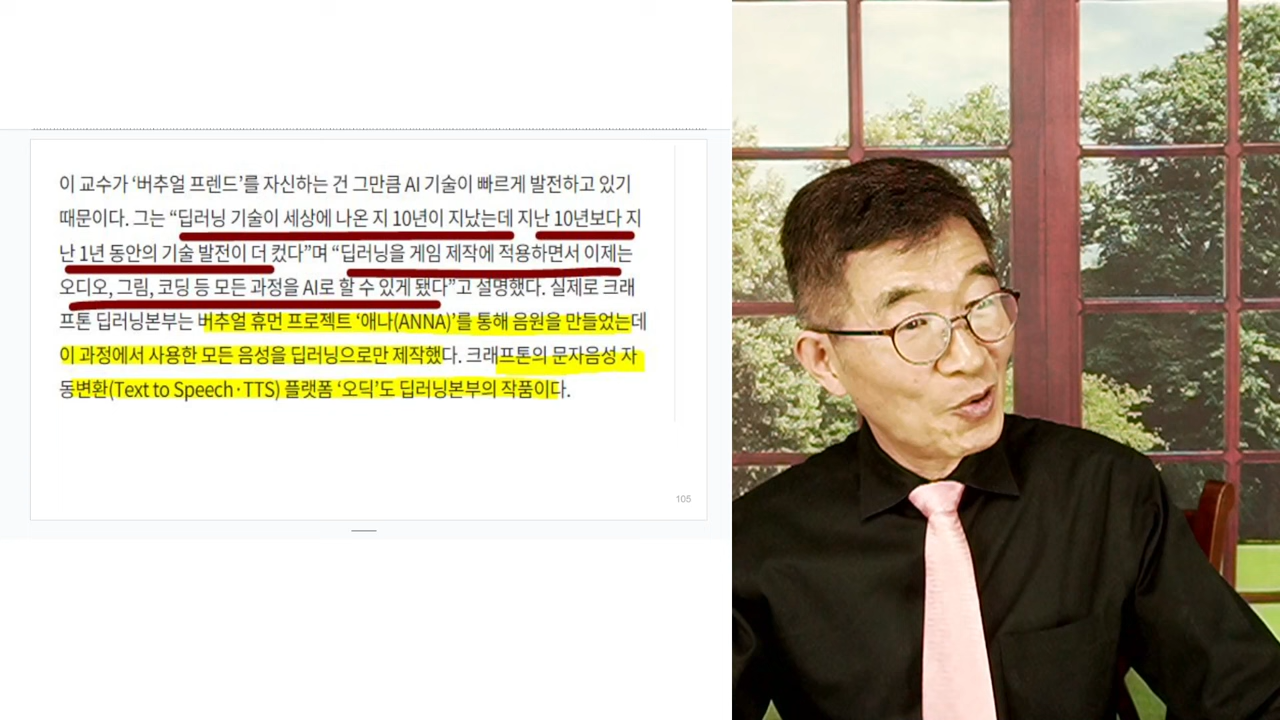 이 교수가 ‘버추얼 프렌드’를 자신하는 건 그만큼 AI 기술이 빠르게 발전하고 있기
때문이다. 그는 “딥러닝 기술이 세상에 나온 지 10년이 지났는데 지난 10년보다 지
난 1년 동안의 기술 발전이 더 컸다”며 “딥러닝을 게임 제작에 적용하면서 이제는
오디오, 그림, 코딩 등 모든 과정을 AI로 할 수 있게 됐다”고 설명했다. 실제로 크래
프톤 딥러닝본부는 버추얼 휴먼 프로젝트 ‘애나(ANNA)’를 통해 음원을 만들었는데
이 과정에서 사용한 모든 음성을 딥러닝으로만 제작했다. 크래프톤의 문자음성 자
동변환(Text to Speech·TTS) 플랫폼 ‘오딕’도 딥러닝본부의 작품이다.
105